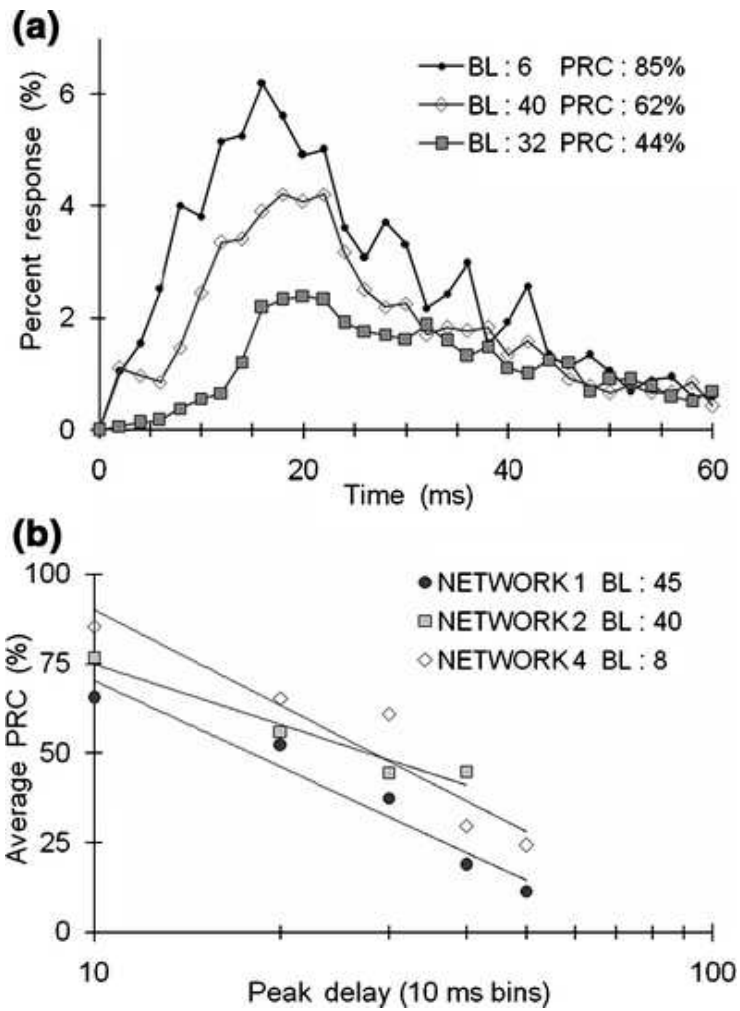 (a)
BL : 6 PRC : 85%
BL : 40 PRC : 62%
BL : 32 PRC : 44%
Percent response (%)
6
4
2
0
0 20 40 60
Time (ms)
(b)
NETWORK 1 BL : 45
NETWORK 2 BL : 40
NETWORK 4 BL : 8
Average PRC (%)
100
75
50
25
0
10 100
Peak delay (10 ms bins)